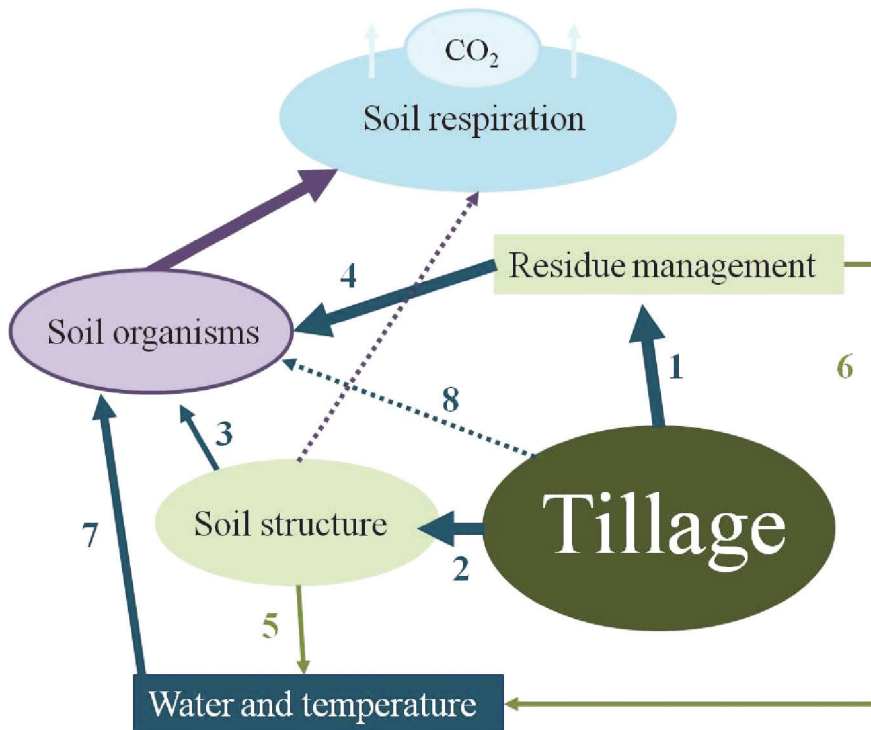 CO₂
Soil respiration
Residue management
4
Soil organisms
1
6
8
3
Tillage
Soil structure
7
2
5
Water and temperature